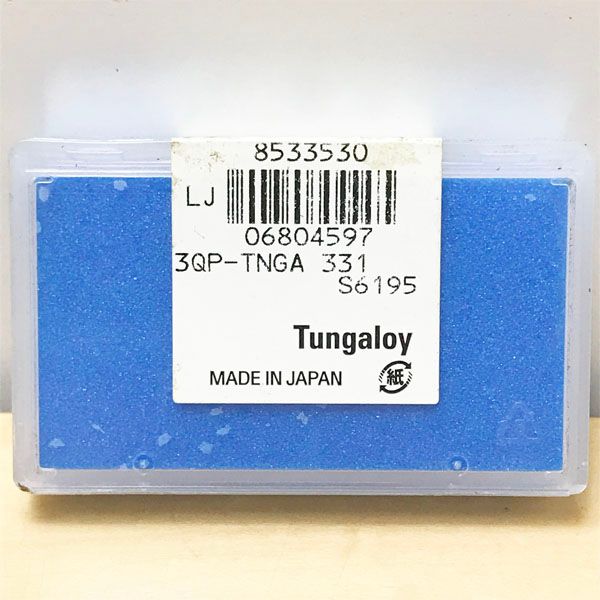 8533530
LJ
06804597
3QP-TNGA 331
S6195
Tungaloy
MADE IN JAPAN
紙